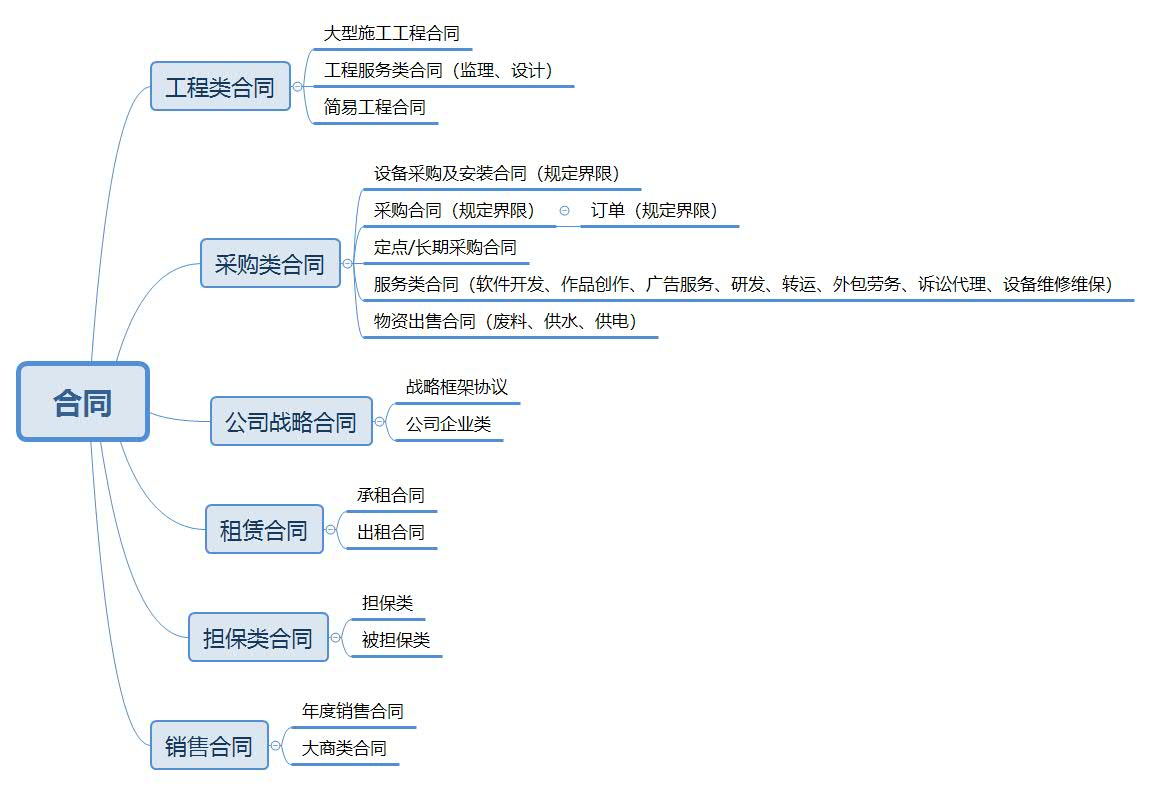 大型施工工程合同
工程类合同
工程服务类合同（监理、设计）
简易工程合同
设备采购及安装合同（规定界限）
采购合同（规定界限）
订单（规定界限）
定点/长期采购合同
采购类合同
服务类合同（软件开发、作品创作、广告服务、研发、转运、外包劳务、诉讼代理、设备维修维保）
物资出售合同（废料、供水、供电）
合同
战略框架协议
公司战略合同
公司企业类
承租合同
租赁合同
出租合同
担保类
担保类合同
被担保类
年度销售合同
销售合同
大商类合同